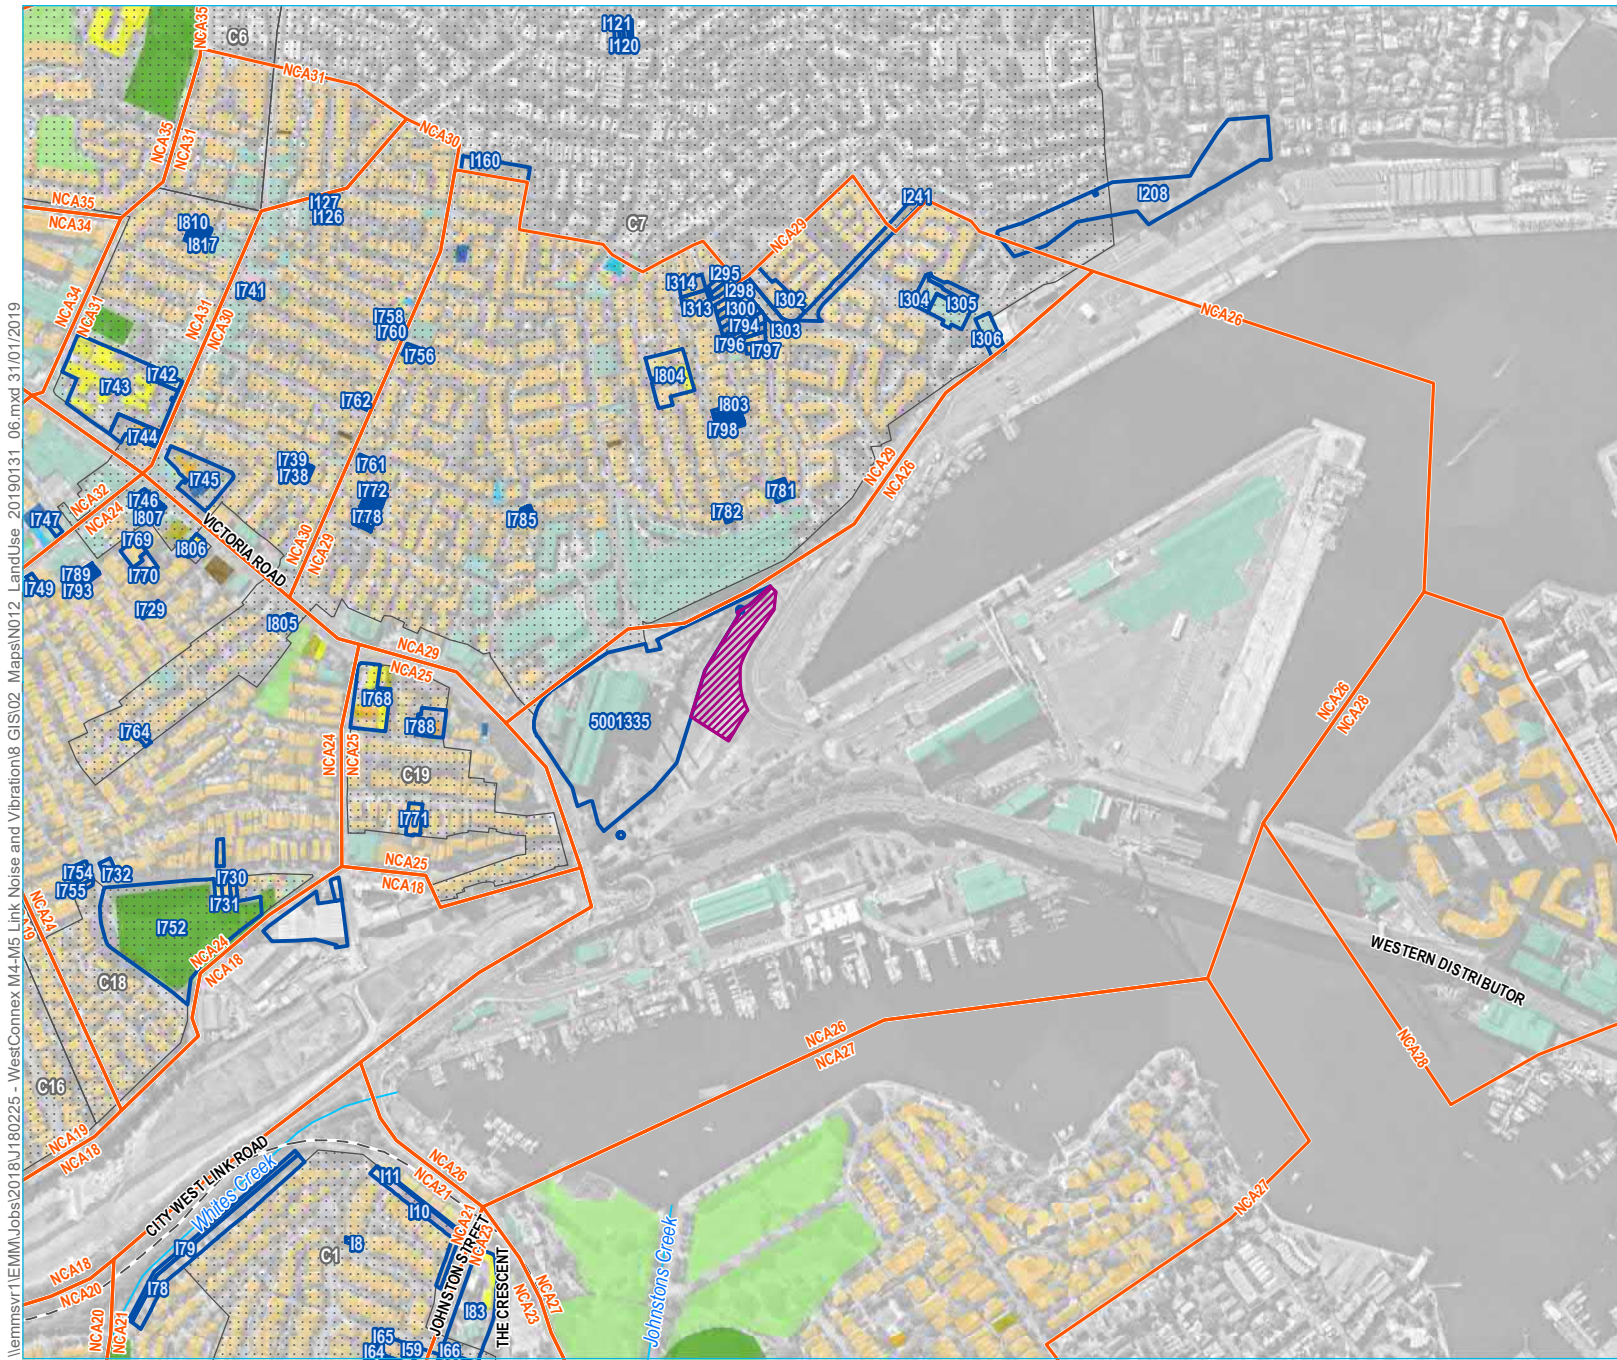 NCA35
C6
I121
I120
NCA31
NCA30
NCA35
NCA31
I160
NCA35
NCA34
I127
I126
I241
I208
I810
I817
C7
NCA29
NCA34
NCA31
I741
NCA31
NCA30
I758
I760
I756
I314
I313
I295
I298
I300
I794
I796
I797
I302
I303
I304
I305
I306
NCA26
I743
I742
I744
I762
I804
I803
I798
I745
I739
I738
I761
I772
I778
I785
I782
I781
NCA29
NCA26
NCA32
NCA24
I747
I746
I807
I769
I770
I806
VICTORIA ROAD
NCA30
NCA29
I749
I789
I793
I729
I805
NCA29
NCA25
I768
I788
5001335
I764
NCA24
NCA25
C19
I771
NCA26
NCA28
NCA25
NCA18
I754
I755
I732
I730
I731
I752
NCA24
NCA18
NCA24
NCA19
C18
WESTERN DISTRIBUTOR
NCA26
NCA27
NCA28
C16
NCA19
NCA18
CITY WEST LINK ROAD
Whites Creek
NCA26
NCA21
I11
I10
I8
C1
I79
I78
NCA18
NCA20
NCA20
NCA21
NCA21
NCA23
JOHNSTON STREET
THE CRESCENT
NCA27
NCA23
I83
I65
I64
I59
I66
Johnstons Creek
NCA27
\\emmsvr1\EMM\Jobs\2018\J180225 - WestConnex M4-M5 Link Noise and Vibration\8 GIS\02_Maps\N012_LandUse_20190131_06.mxd 31/01/2019